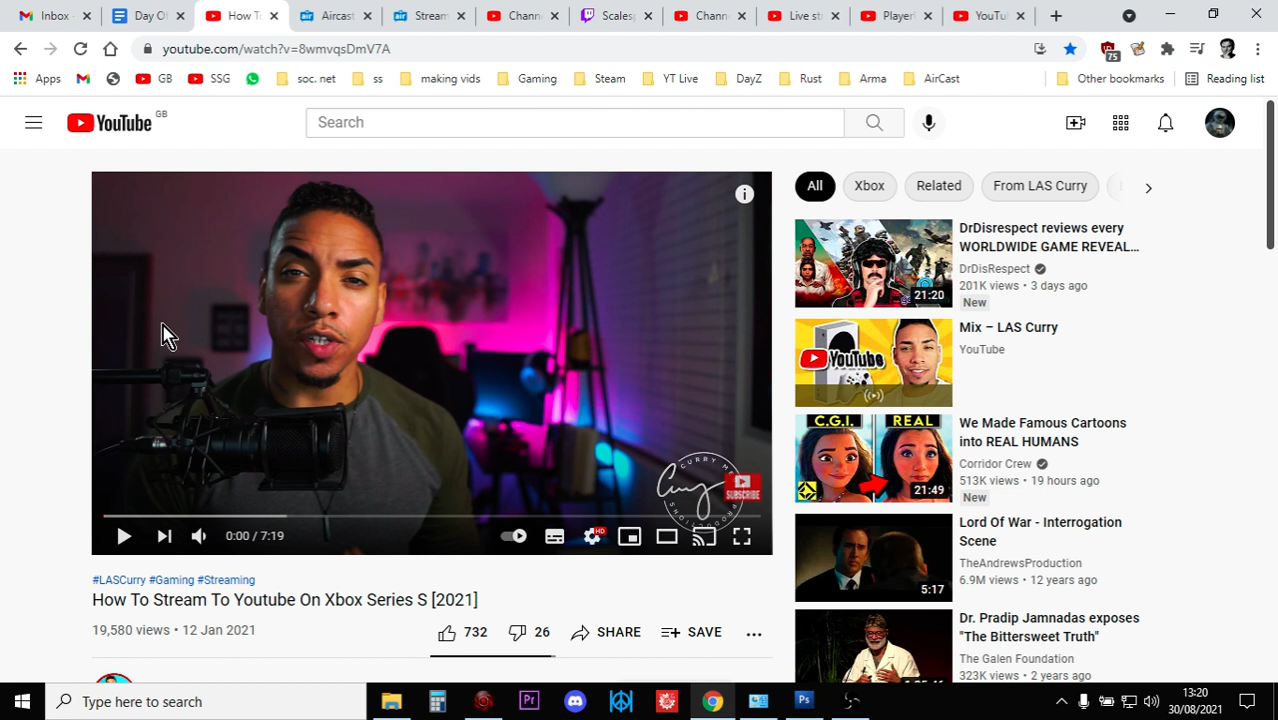 Inbox -
Day Of
How To
Aircast
Stream
Chann
Scales
Chann
Live s
Player
YouTu
youtube.com/watch?v=8wmvqsDmV7A
75
Apps
GB
SSG
soc. net
ss
making vids
Gaming
Steam
YT Live
DayZ
Rust
Arma
AirCast
Other bookmarks
Reading list
YouTube GB
Search
All
Xbox
Related
From LAS Curry
DrDisrespect reviews every
WORLDWIDE GAME REVEAL...
DrDisRespect
201K views • 3 days ago
New
21:20
Mix – LAS Curry
YouTube
YouTube
C.G.I.
REAL
21:49
We Made Famous Cartoons
into REAL HUMANS
Corridor Crew
513K views • 19 hours ago
New
5:17
Lord Of War - Interrogation
Scene
TheAndrewsProduction
6.9M views • 12 years ago
Dr. Pradip Jamnadas exposes
"The Bittersweet Truth"
The Galen Foundation
323K views • 2 years ago
SUBSCRIBE
0:00 / 7:19
HD
#LASCurry #Gaming #Streaming
How To Stream To Youtube On Xbox Series S [2021]
19,580 views • 12 Jan 2021
732
26
SHARE
SAVE
Type here to search
Pr
Ps
13:20
30/08/2021